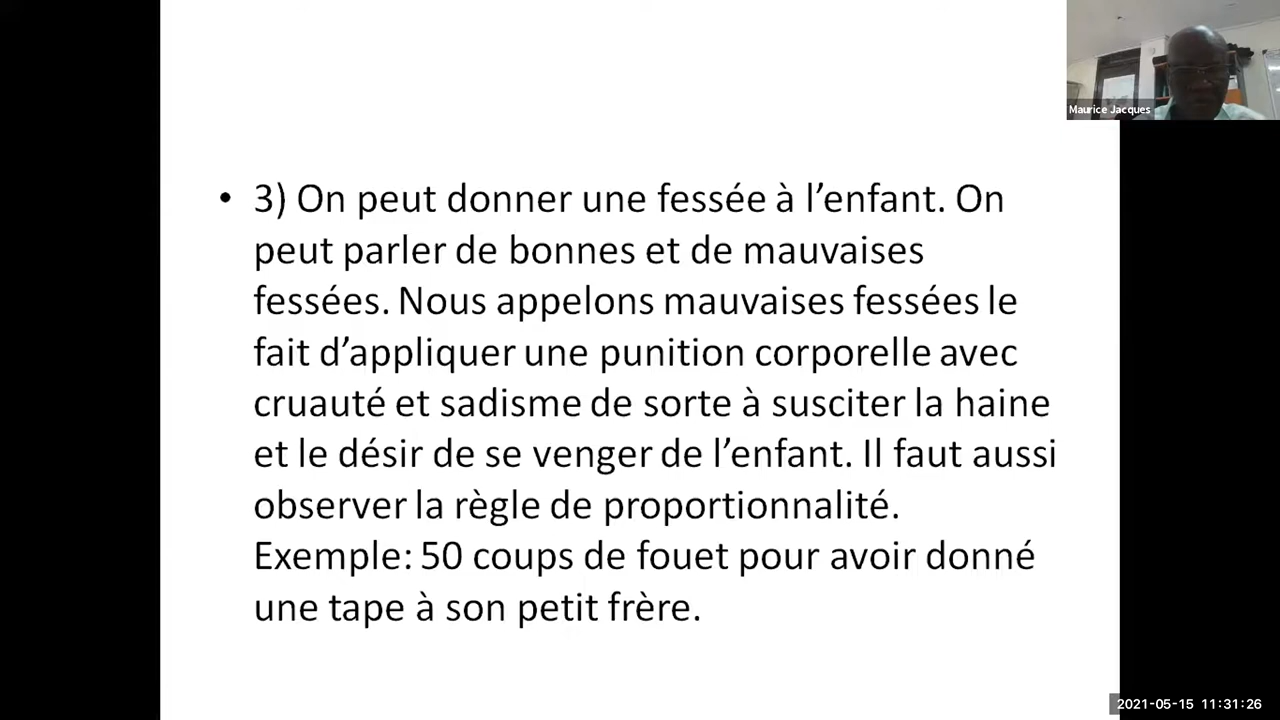 Maurice Jacques
• 3) On peut donner une fessée à l’enfant. On
peut parler de bonnes et de mauvaises
fessées. Nous appelons mauvaises fessées le
fait d’appliquer une punition corporelle avec
cruauté et sadisme de sorte à susciter la haine
et le désir de se venger de l’enfant. Il faut aussi
observer la règle de proportionnalité.
Exemple: 50 coups de fouet pour avoir donné
une tape à son petit frère.
2021-05-15 11:31:26